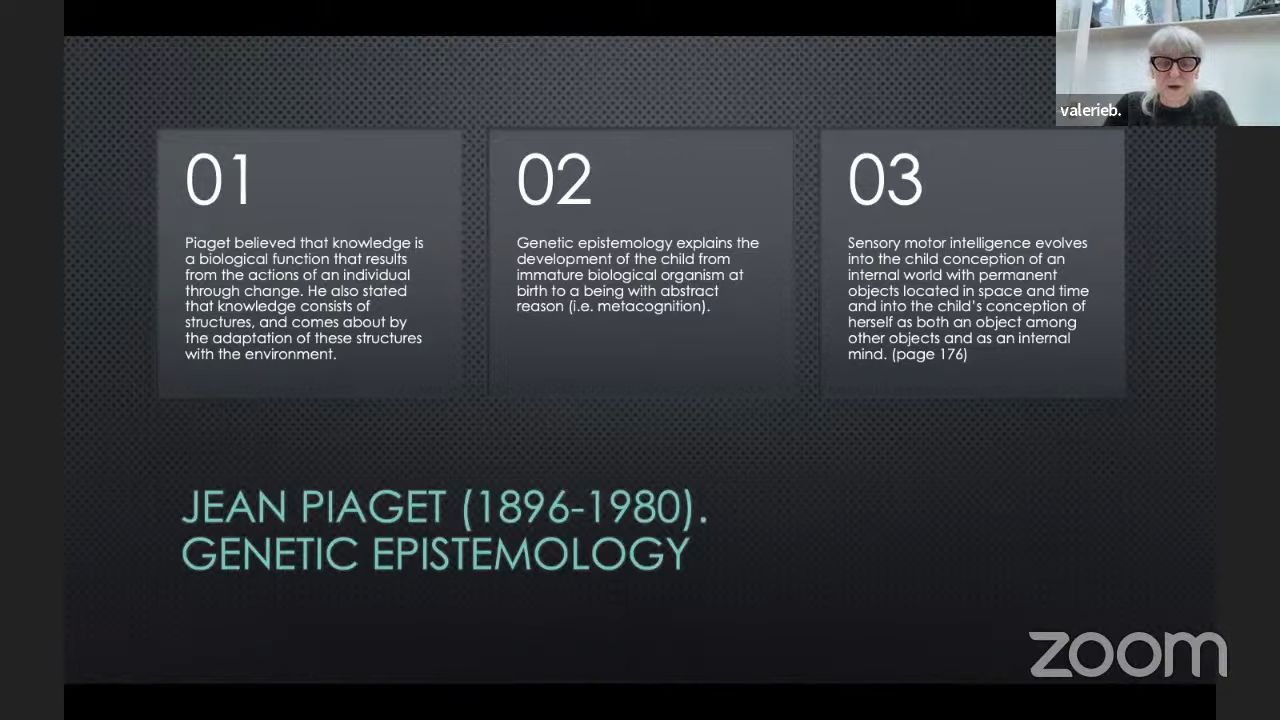 valerieb.
01
Piaget believed that knowledge is
a biological function that results
from the actions of an individual
through change. He also stated
that knowledge consists of
structures, and comes about by
the adaptation of these structures
with the environment.
02
Genetic epistemology explains the
development of the child from
immature biological organism at
birth to a being with abstract
reason (i.e. metacognition).
03
Sensory motor intelligence evolves
into the child conception of an
internal world with permanent
objects located in space and time
and into the child's conception of
herself as both an object among
other objects and as an internal
mind. (page 176)
JEAN PIAGET (1896-1980).
GENETIC EPISTEMOLOGY
zoom